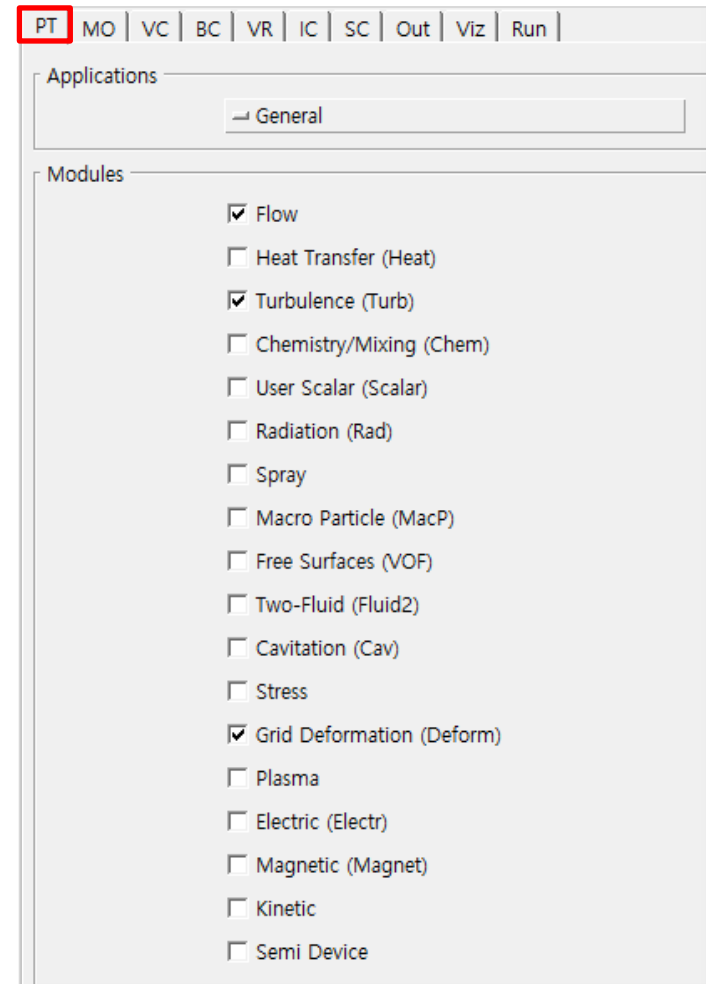 PT MO VC BC VR IC SC Out Viz Run
Applications
General
Modules
Flow
Heat Transfer (Heat)
Turbulence (Turb)
Chemistry/Mixing (Chem)
User Scalar (Scalar)
Radiation (Rad)
Spray
Macro Particle (MacP)
Free Surfaces (VOF)
Two-Fluid (Fluid2)
Cavitation (Cav)
Stress
Grid Deformation (Deform)
Plasma
Electric (Electr)
Magnetic (Magnet)
Kinetic
Semi Device